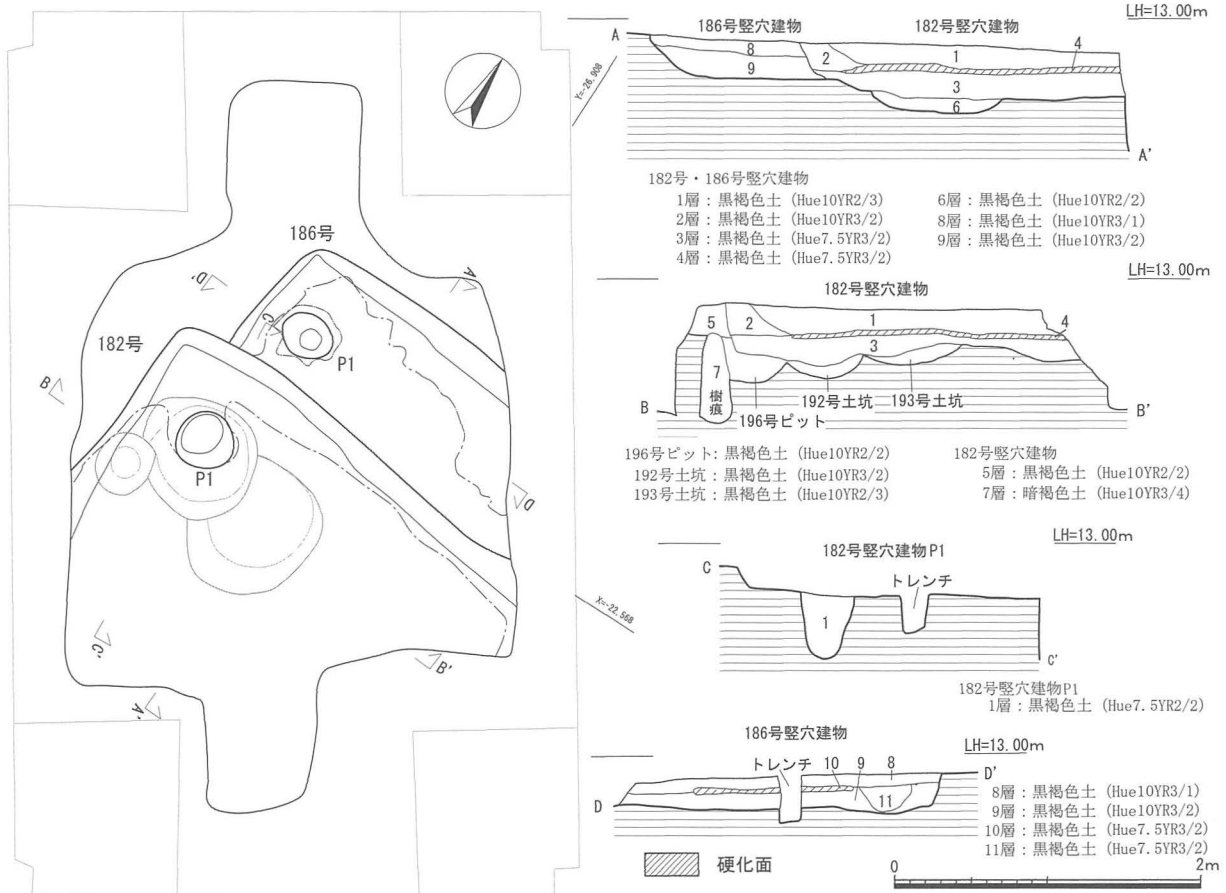 186号
182号
P1
P1
A
A'
B
B'
C
C'
D
D'
Y=-26,908
X=-22,568
LH=13.00m
186号竪穴建物
182号竪穴建物
A
8
9
2
1
4
3
6
A'
182号・186号竪穴建物
1層：黒褐色土 (Hue10YR2/3)
2層：黒褐色土 (Hue10YR3/2)
3層：黒褐色土 (Hue7.5YR3/2)
4層：黒褐色土 (Hue7.5YR3/2)
6層：黒褐色土 (Hue10YR2/2)
8層：黒褐色土 (Hue10YR3/1)
9層：黒褐色土 (Hue10YR3/2)
LH=13.00m
182号竪穴建物
5
2
1
4
3
7
樹痕
192号土坑
193号土坑
196号ピット
B
B'
196号ピット：黒褐色土 (Hue10YR2/2)
192号土坑：黒褐色土 (Hue10YR3/2)
193号土坑：黒褐色土 (Hue10YR2/3)
182号竪穴建物
5層：黒褐色土 (Hue10YR2/2)
7層：暗褐色土 (Hue10YR3/4)
LH=13.00m
182号竪穴建物P1
C
トレンチ
1
C'
182号竪穴建物P1
1層：黒褐色土 (Hue7.5YR2/2)
186号竪穴建物
LH=13.00m
トレンチ
10
9
8
11
D
D'
8層：黒褐色土 (Hue10YR3/1)
9層：黒褐色土 (Hue10YR3/2)
10層：黒褐色土 (Hue7.5YR3/2)
11層：黒褐色土 (Hue7.5YR3/2)
硬化面
0
2m